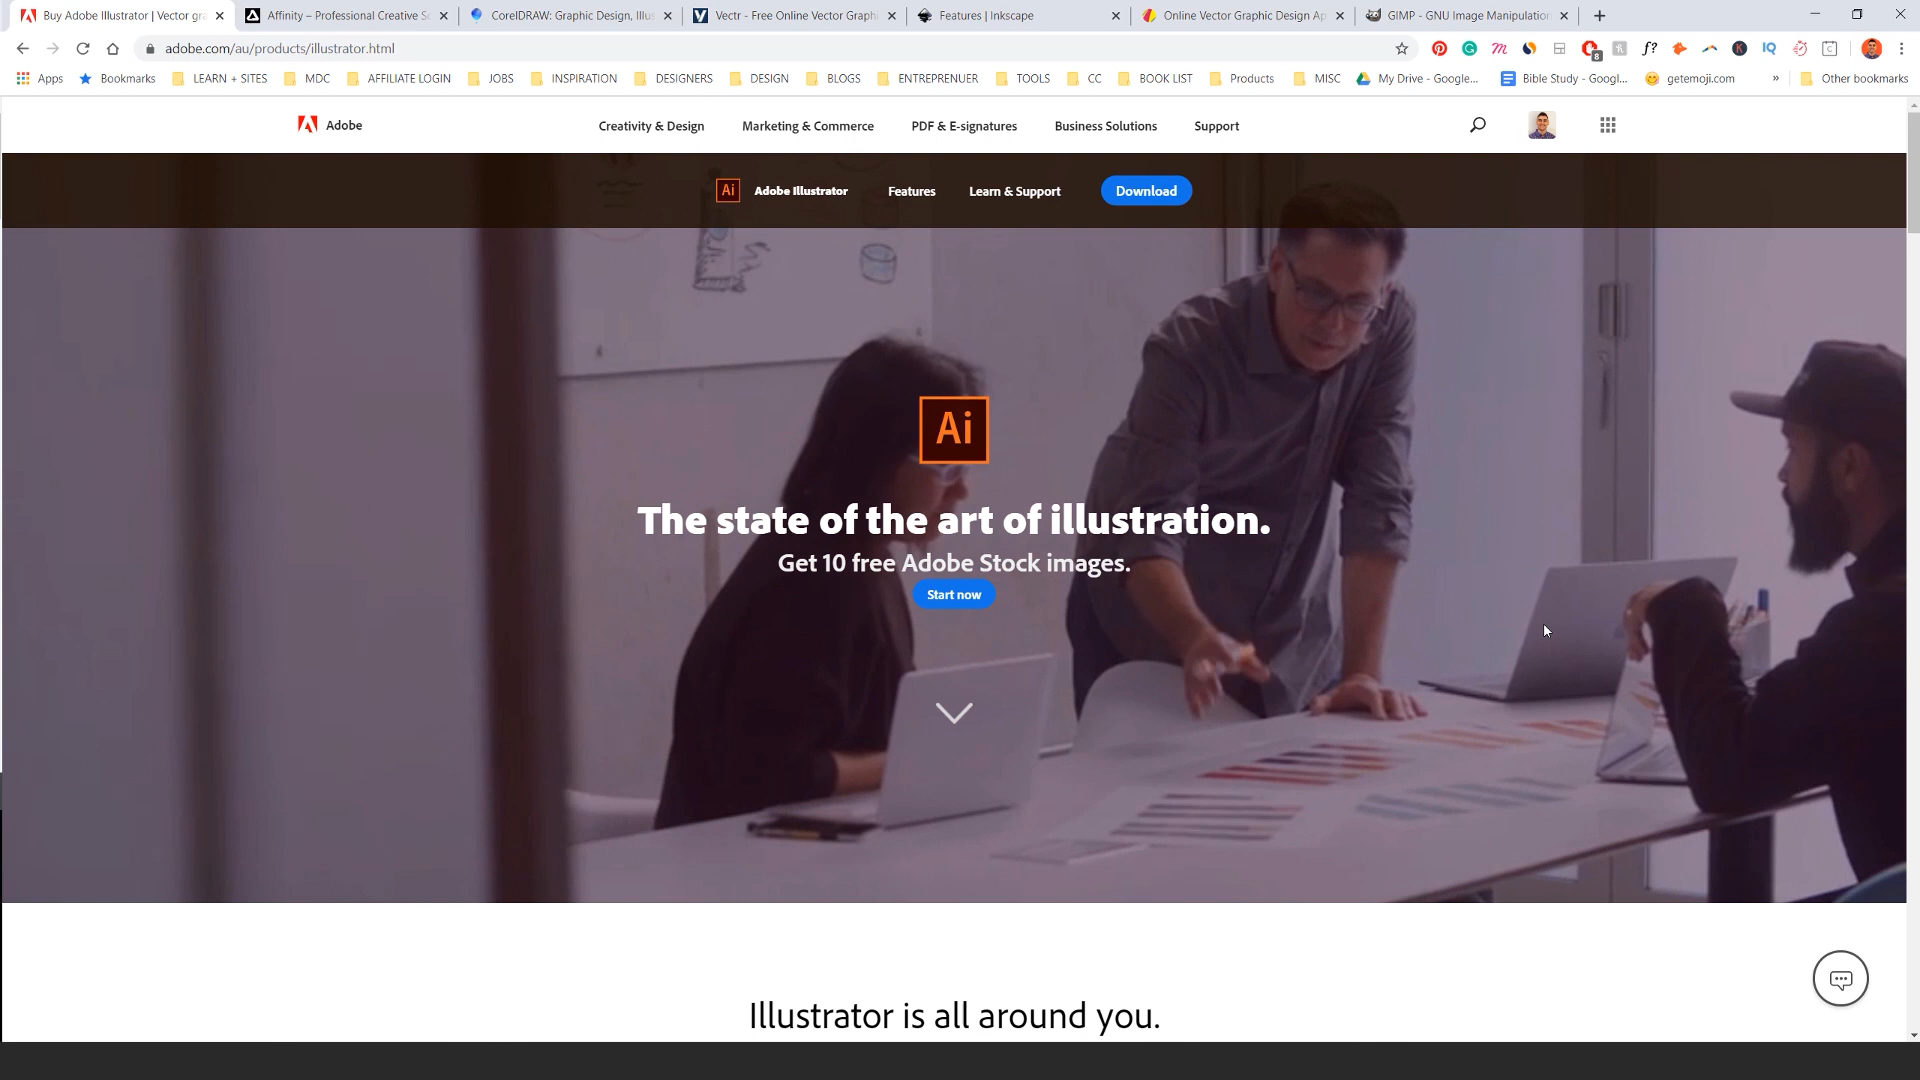 Buy Adobe Illustrator | Vector gra
Affinity – Professional Creative So
CorelDRAW: Graphic Design, Illus
Vectr - Free Online Vector Graphi
Features | Inkscape
Online Vector Graphic Design Ap
GIMP - GNU Image Manipulation
adobe.com/au/products/illustrator.html
8
f?
IQ
Apps
Bookmarks
LEARN + SITES
MDC
AFFILIATE LOGIN
JOBS
INSPIRATION
DESIGNERS
DESIGN
BLOGS
ENTREPRENUER
TOOLS
CC
BOOK LIST
Products
MISC
My Drive - Google...
Bible Study - Googl...
getemoji.com
»
Other bookmarks
Adobe
Creativity & Design
Marketing & Commerce
PDF & E-signatures
Business Solutions
Support
Ai
Adobe Illustrator
Features
Learn & Support
Download
Ai
The state of the art of illustration.
Get 10 free Adobe Stock images.
Start now
Illustrator is all around you.